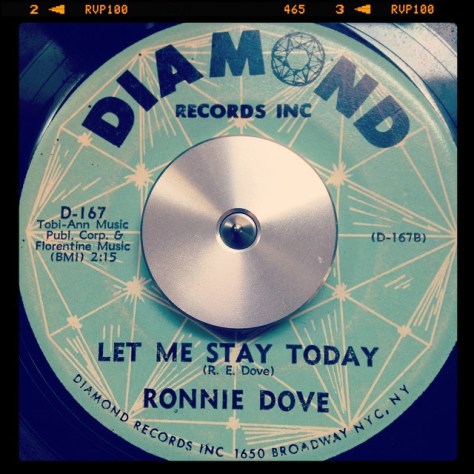 2 RVP100 465 3 RVP100
DIAMOND
RECORDS INC
D-167
Tobi-Ann Music
Publ. Corp. &
Florentine Music
(BMI) 2:15
(D-167B)
LET ME STAY TODAY
(R. E. Dove)
RONNIE DOVE
DIAMOND RECORDS INC 1650 BROADWAY NYC, NY